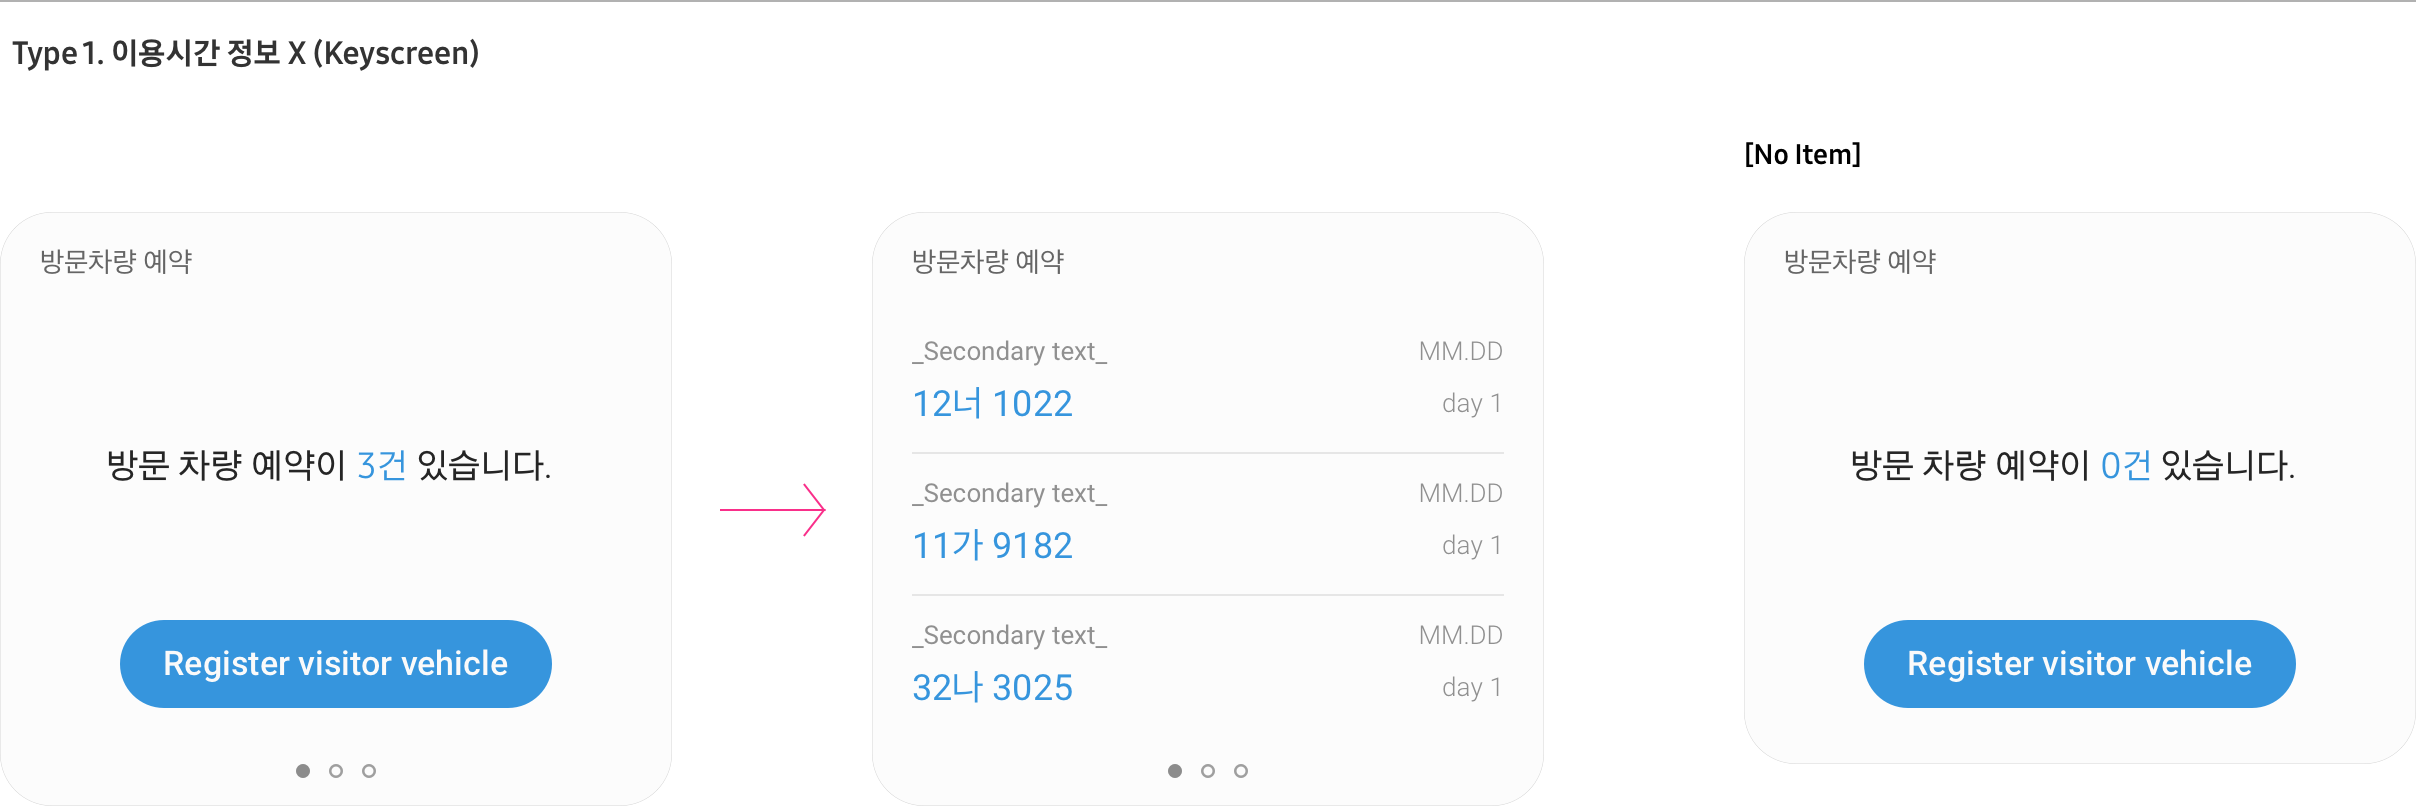 Type 1. 이용시간 정보 X (Keyscreen)
방문차량 예약
방문 차량 예약이 3건 있습니다.
Register visitor vehicle
방문차량 예약
_Secondary text_ MM.DD
12너 1022 day 1
_Secondary text_ MM.DD
11가 9182 day 1
_Secondary text_ MM.DD
32나 3025 day 1
[No Item]
방문차량 예약
방문 차량 예약이 0건 있습니다.
Register visitor vehicle